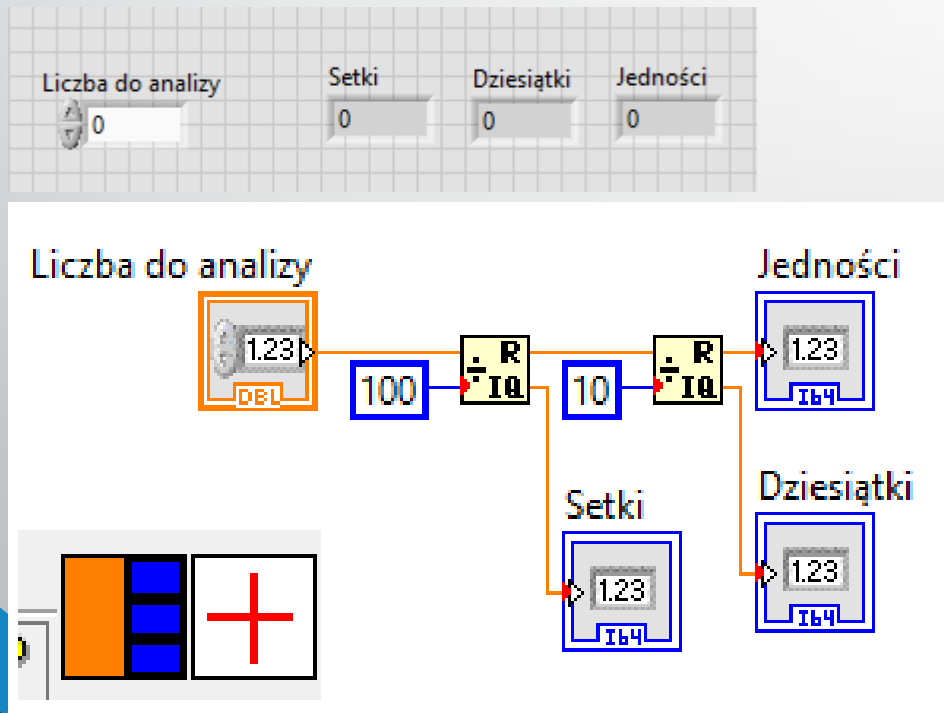 Liczba do analizy
Setki
Dziesiątki
Jedności
0
0
0
0
Liczba do analizy
Jedności
1.23
DBL
100
R
IQ
10
R
IQ
1.23
I64
Setki
1.23
I64
Dziesiątki
1.23
I64